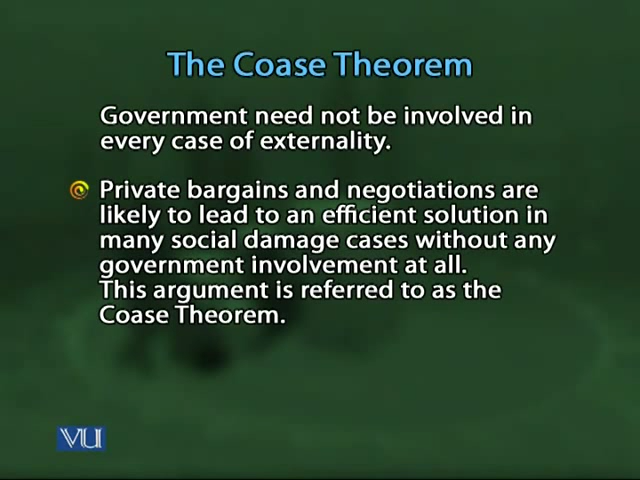 The Coase Theorem
Government need not be involved in
every case of externality.
Private bargains and negotiations are
likely to lead to an efficient solution in
many social damage cases without any
government involvement at all.
This argument is referred to as the
Coase Theorem.
VU